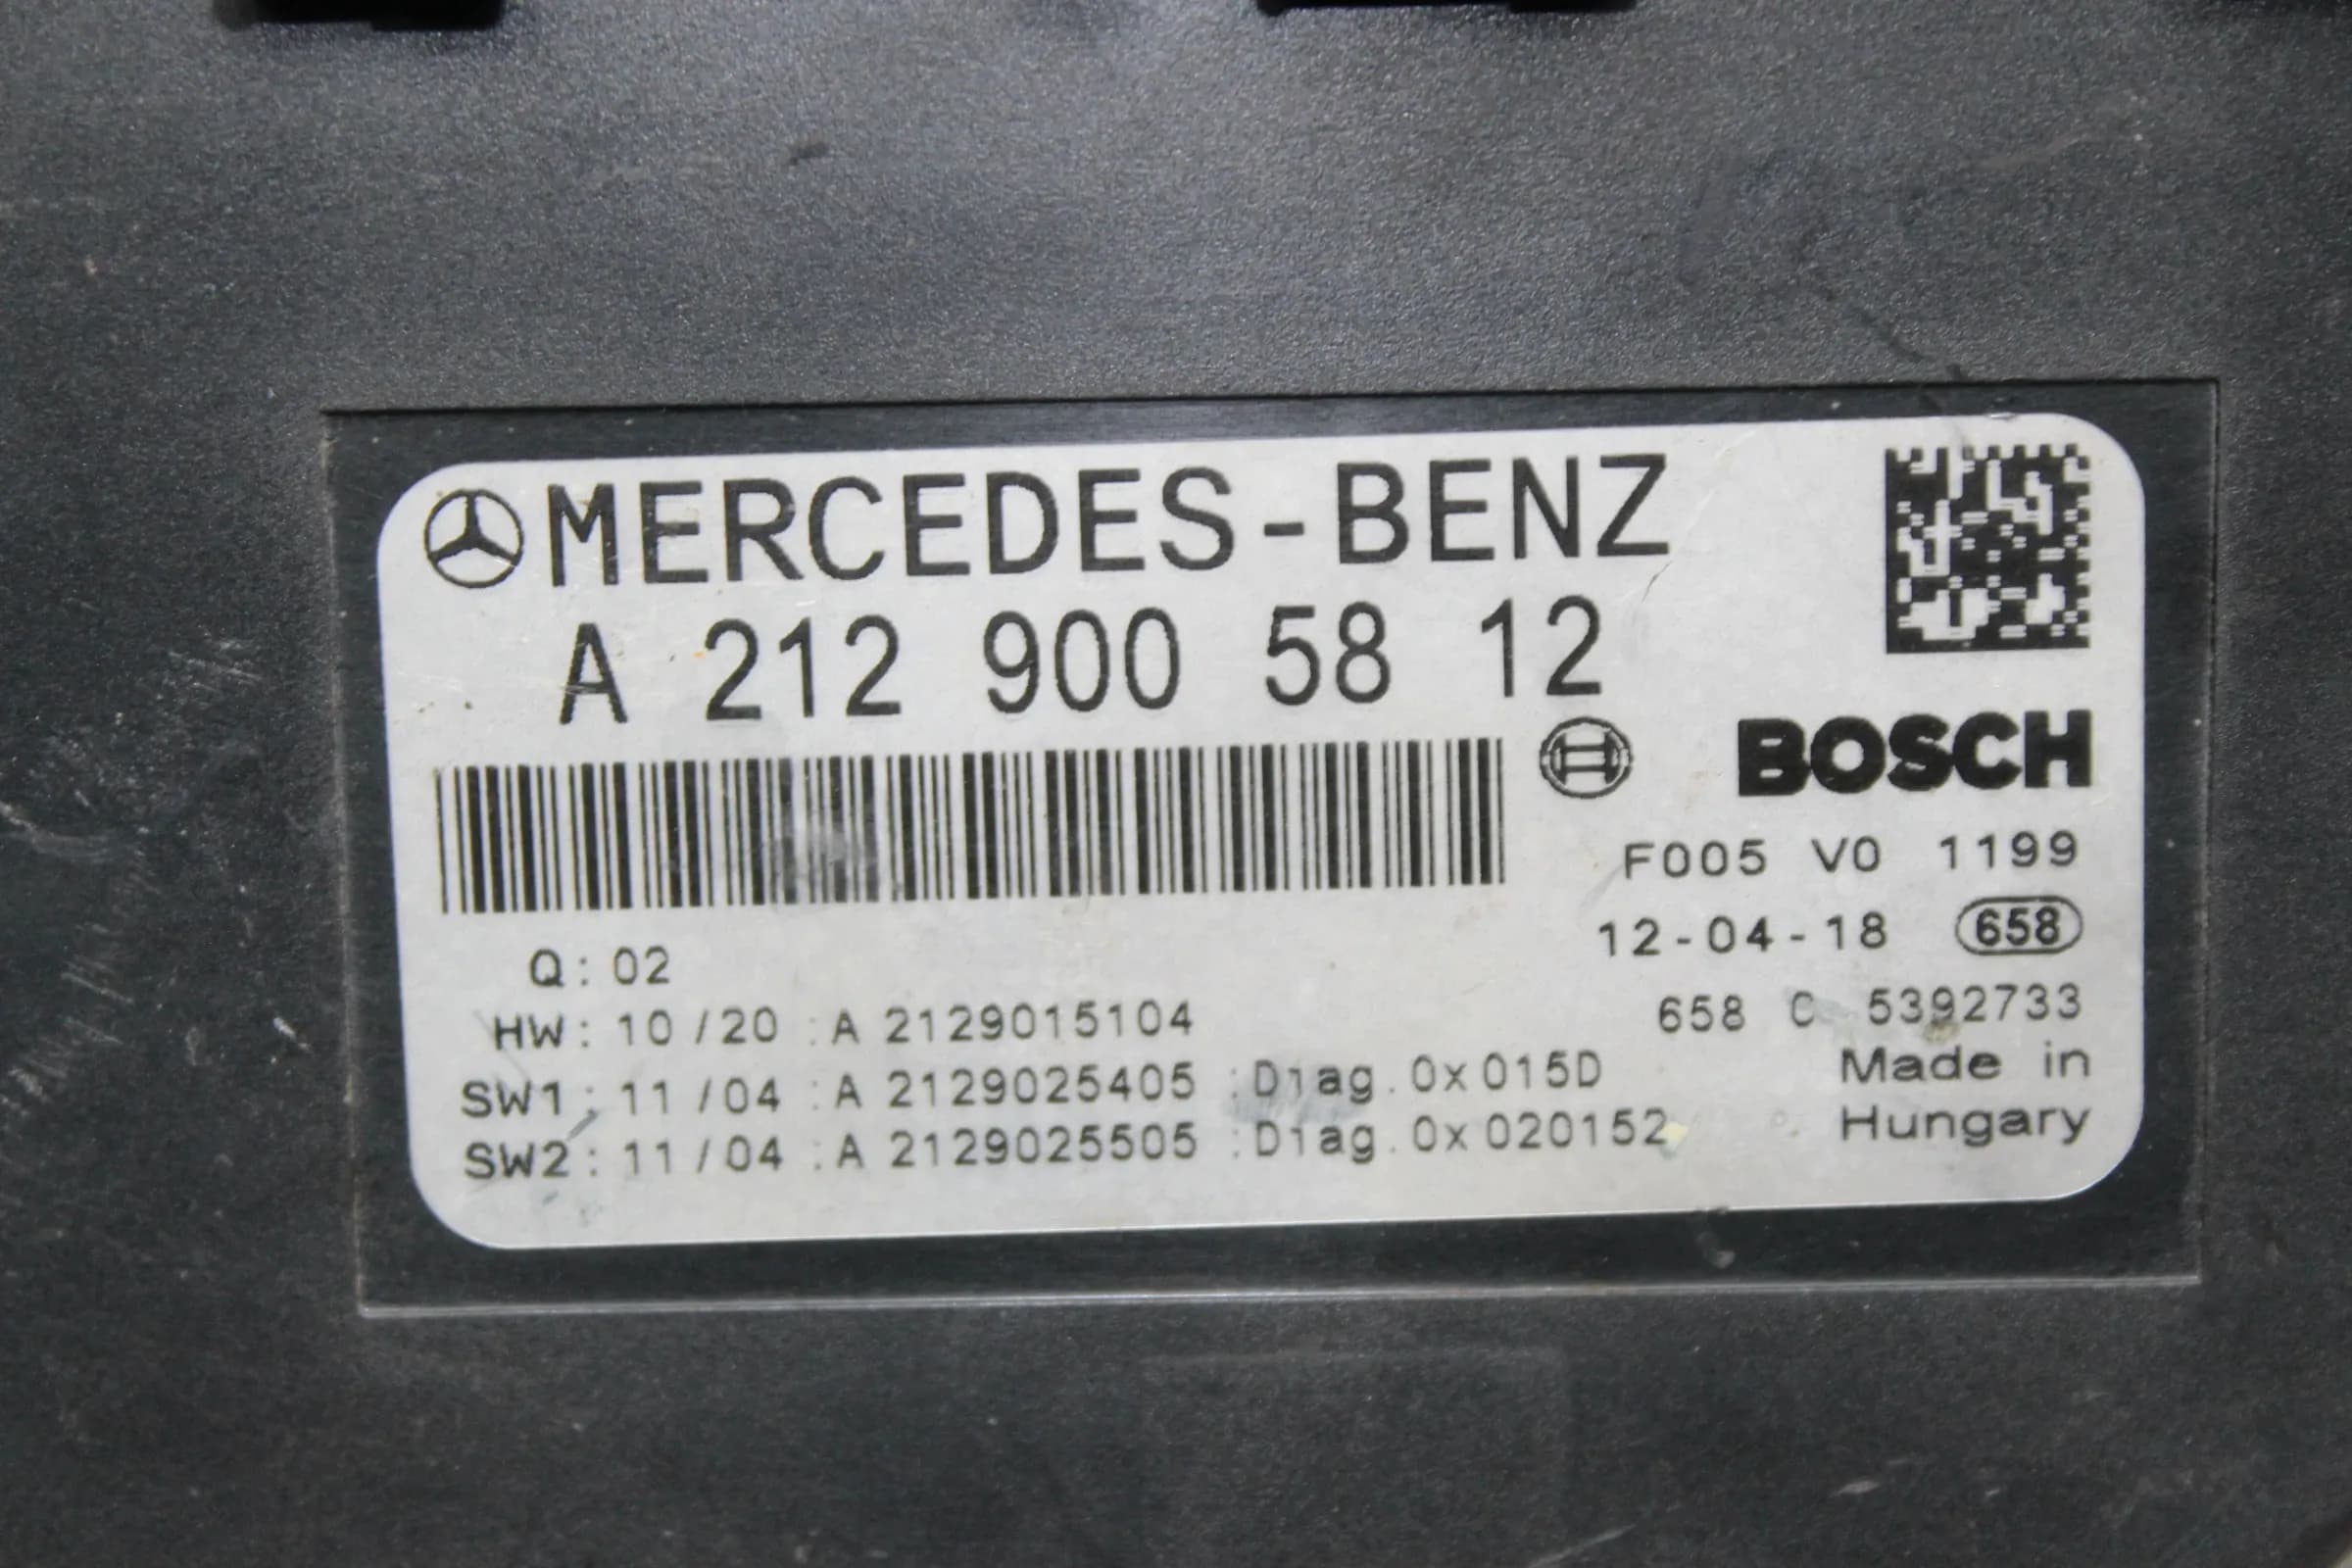 MERCEDES-BENZ
A 212 900 58 12
BOSCH
F005 V0 1199
12-04-18 658
658 C 5392733
Made in
Hungary
Q: 02
HW: 10/20 :A 2129015104
SW1: 11/04 :A 2129025405 :Diag.0x015D
SW2: 11/04 :A 2129025505 :Diag.0x020152